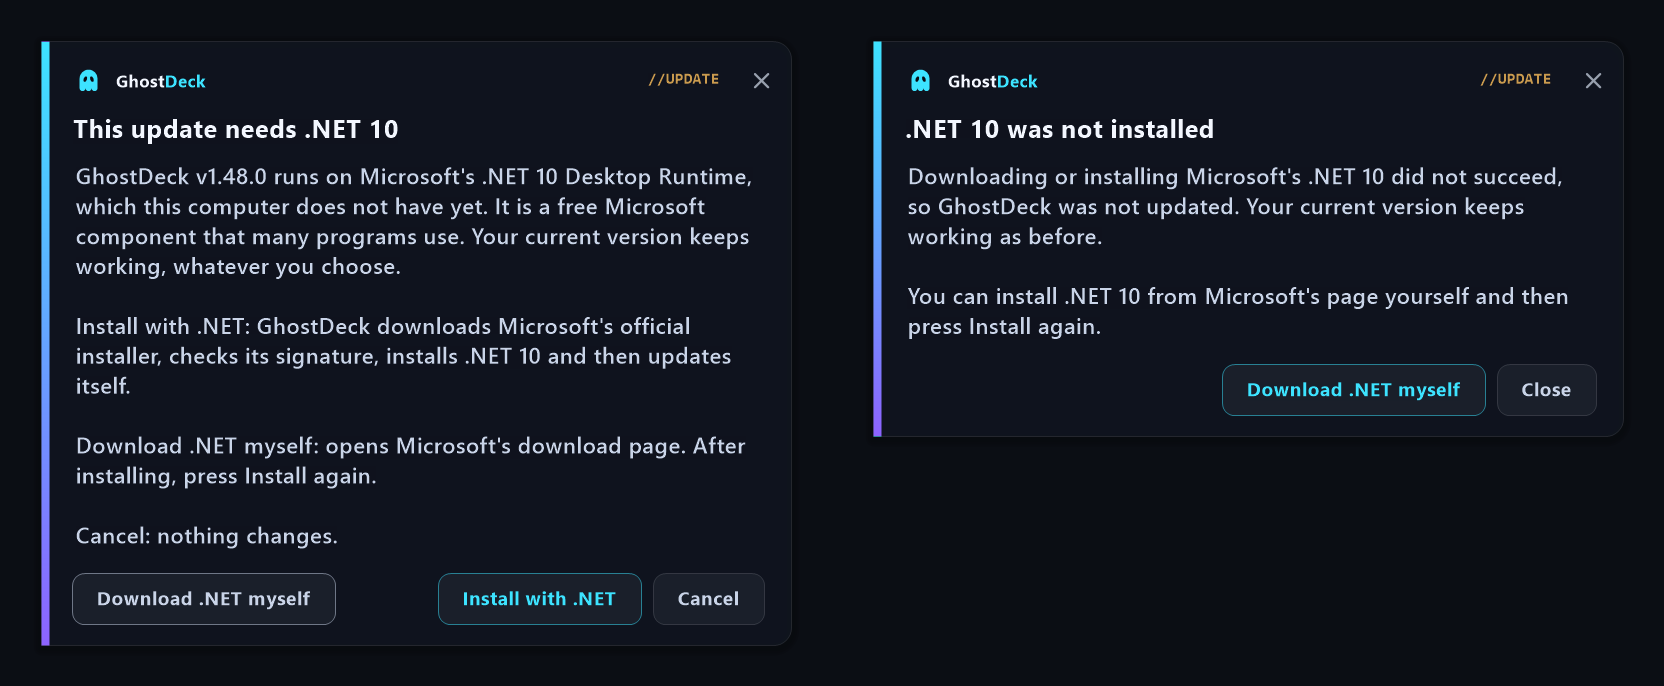 GhostDeck
//UPDATE
This update needs .NET 10
GhostDeck v1.48.0 runs on Microsoft's .NET 10 Desktop Runtime,
which this computer does not have yet. It is a free Microsoft
component that many programs use. Your current version keeps
working, whatever you choose.
Install with .NET: GhostDeck downloads Microsoft's official
installer, checks its signature, installs .NET 10 and then updates
itself.
Download .NET myself: opens Microsoft's download page. After
installing, press Install again.
Cancel: nothing changes.
Download .NET myself
Install with .NET
Cancel
GhostDeck
//UPDATE
.NET 10 was not installed
Downloading or installing Microsoft's .NET 10 did not succeed,
so GhostDeck was not updated. Your current version keeps
working as before.
You can install .NET 10 from Microsoft's page yourself and then
press Install again.
Download .NET myself
Close